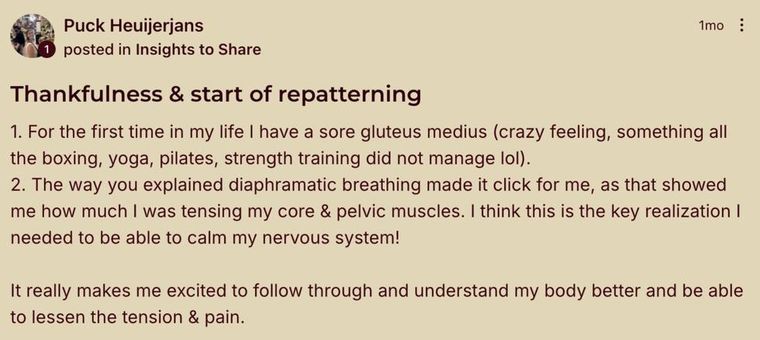 Puck Heuijerjans
1mo
1
posted in Insights to Share
Thankfulness & start of repatterning
1. For the first time in my life I have a sore gluteus medius (crazy feeling, something all
the boxing, yoga, pilates, strength training did not manage lol).
2. The way you explained diaphramatic breathing made it click for me, as that showed
me how much I was tensing my core & pelvic muscles. I think this is the key realization I
needed to be able to calm my nervous system!
It really makes me excited to follow through and understand my body better and be able
to lessen the tension & pain.